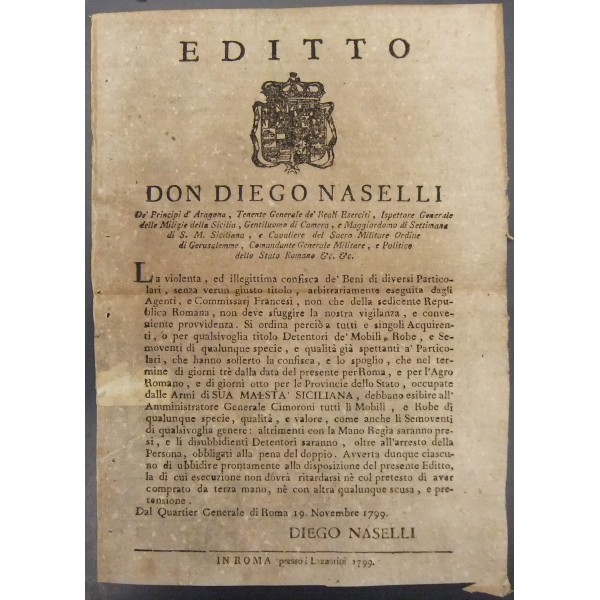 EDITTO
DON DIEGO NASELLI
De' Principi d' Aragona, Tenente Generale de' Reali Eserciti, Ispettore Generale
delle Milizie della Sicilia, Gentiluomo di Camera, e Maggiordomo di Settimana
di S. M. Siciliana, e Cavaliere del Sacro Militare Ordine
di Gerusalemme, Comandante Generale Militare, e Politico
dello Stato Romano &c. &c.
La violenta, ed illegittima confisca de' Beni di diversi Partico-
lari, senza verun giusto titolo, arbitrariamente eseguita dagli
Agenti, e Commissarj Francesi, non che della sedicente Repu-
blica Romana, non deve sfuggire la nostra vigilanza, e conve-
niente provvidenza. Si ordina perciò a tutti e singoli Acquiren-
ti, o per qualsivoglia titolo Detentori de' Mobili, Robe, e Se-
moventi di qualunque specie, e qualità già spettanti a' Partico-
lari, che hanno sofferto la confisca, e lo spoglio, che nel ter-
mine di giorni trè dalla data del presente per Roma, e per l'Agro
Romano, e di giorni otto per le Provincie dello Stato, occupate
dalle Armi di SUA MAESTA' SICILIANA, debbano esibire all'
Amministratore Generale Cimoroni tutti li Mobili, e Robe di
qualunque specie, qualità, e valore, come anche li Semoventi
di qualsivoglia genere: altrimenti con la Mano Regia saranno pre-
si, e li disubbidienti Detentori saranno, oltre all'arresto della
Persona, obbligati alla pena del doppio. Avverta dunque ciascu-
no di ubbidire prontamente alla disposizione del presente Editto,
la di cui esecuzione non dovrà ritardarsi nè col pretesto di aver
comprato da terza mano, nè con altra qualunque scusa, e pre-
tensione.
Dal Quartier Generale di Roma 19. Novembre 1799.
DIEGO NASELLI
IN ROMA presso i Lazzarini 1799.